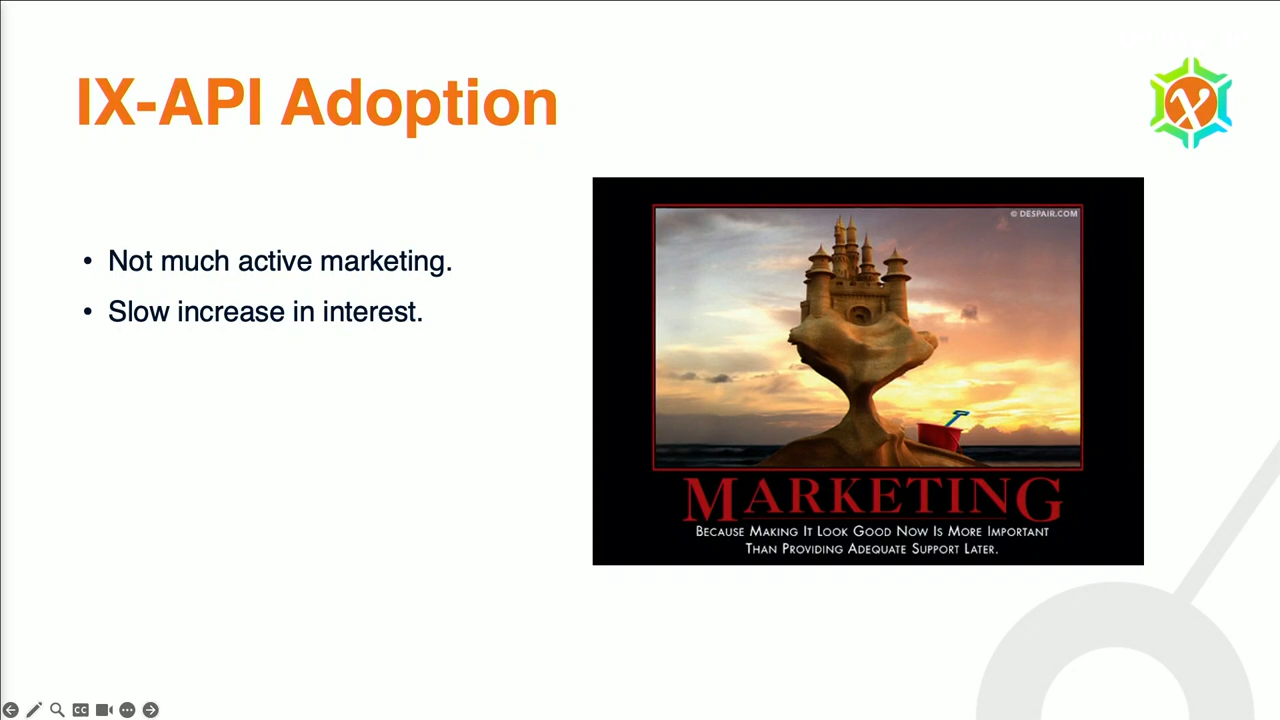 IX-API Adoption
• Not much active marketing.
• Slow increase in interest.
© DESPAIR.COM
MARKETING
BECAUSE MAKING IT LOOK GOOD NOW IS MORE IMPORTANT
THAN PROVIDING ADEQUATE SUPPORT LATER.
CC